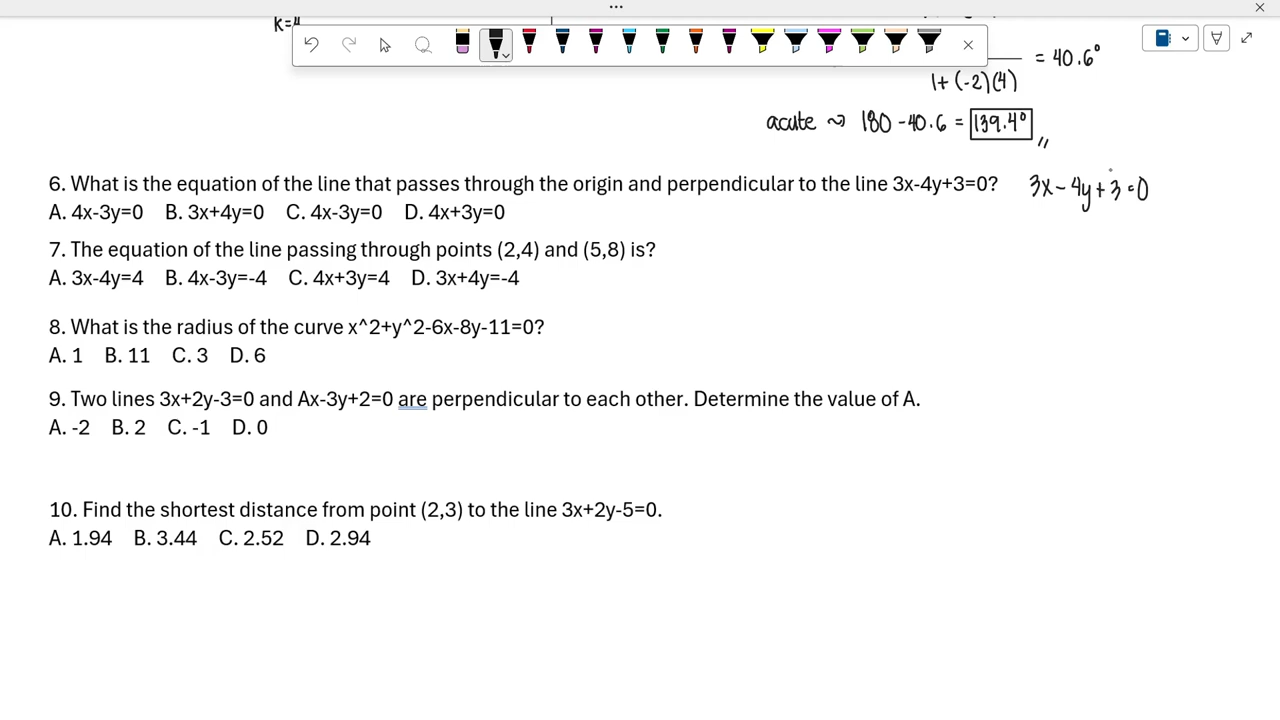 K=4
= 40.6°
1+(-2)(4)
acute ~> 180-40.6 = 139.4°
6. What is the equation of the line that passes through the origin and perpendicular to the line 3x-4y+3=0? 3x-4y+3=0
A. 4x-3y=0 B. 3x+4y=0 C. 4x-3y=0 D. 4x+3y=0
7. The equation of the line passing through points (2,4) and (5,8) is?
A. 3x-4y=4 B. 4x-3y=-4 C. 4x+3y=4 D. 3x+4y=-4
8. What is the radius of the curve x^2+y^2-6x-8y-11=0?
A. 1 B. 11 C. 3 D. 6
9. Two lines 3x+2y-3=0 and Ax-3y+2=0 are perpendicular to each other. Determine the value of A.
A. -2 B. 2 C. -1 D. 0
10. Find the shortest distance from point (2,3) to the line 3x+2y-5=0.
A. 1.94 B. 3.44 C. 2.52 D. 2.94